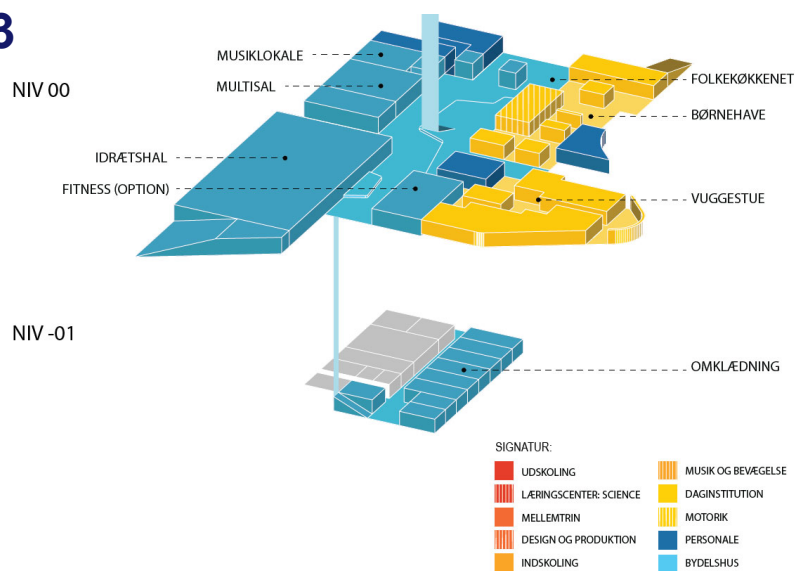 3
NIV 00
MUSIKLOKALE
MULTISAL
IDRÆTSHAL
FITNESS (OPTION)
FOLKEKØKKENET
BØRNEHAVE
VUGGESTUE
NIV -01
OMKLÆDNING
SIGNATUR:
UDSKOLING
LÆRINGSCENTER: SCIENCE
MELLEMTRIN
DESIGN OG PRODUKTION
INDSKOLING
MUSIK OG BEVÆGELSE
DAGINSTITUTION
MOTORIK
PERSONALE
BYDELSHUS